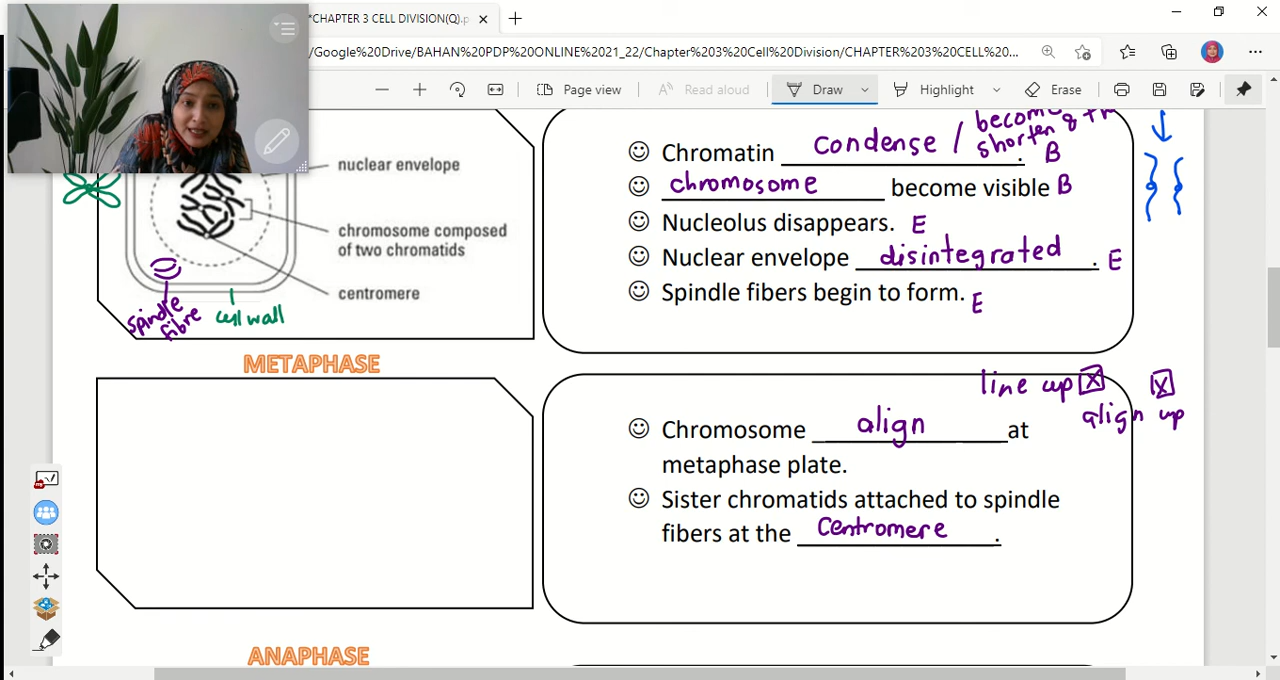 *CHAPTER 3 CELL DIVISION(Q).p
/Google%20Drive/BAHAN%20PDP%20ONLINE%2021_22/Chapter%203%20Cell%20Division/CHAPTER%203%20CELL%20...
Page view
Read aloud
Draw
Highlight
Erase
nuclear envelope
chromosome composed
of two chromatids
centromere
spindle
fibre
cell wall
become
shorten &
Chromatin condense / . B
chromosome become visible B
Nucleolus disappears. E
Nuclear envelope disintegrated . E
Spindle fibers begin to form. E
METAPHASE
line up
align up
Chromosome align at
metaphase plate.
Sister chromatids attached to spindle
fibers at the centromere .
ANAPHASE